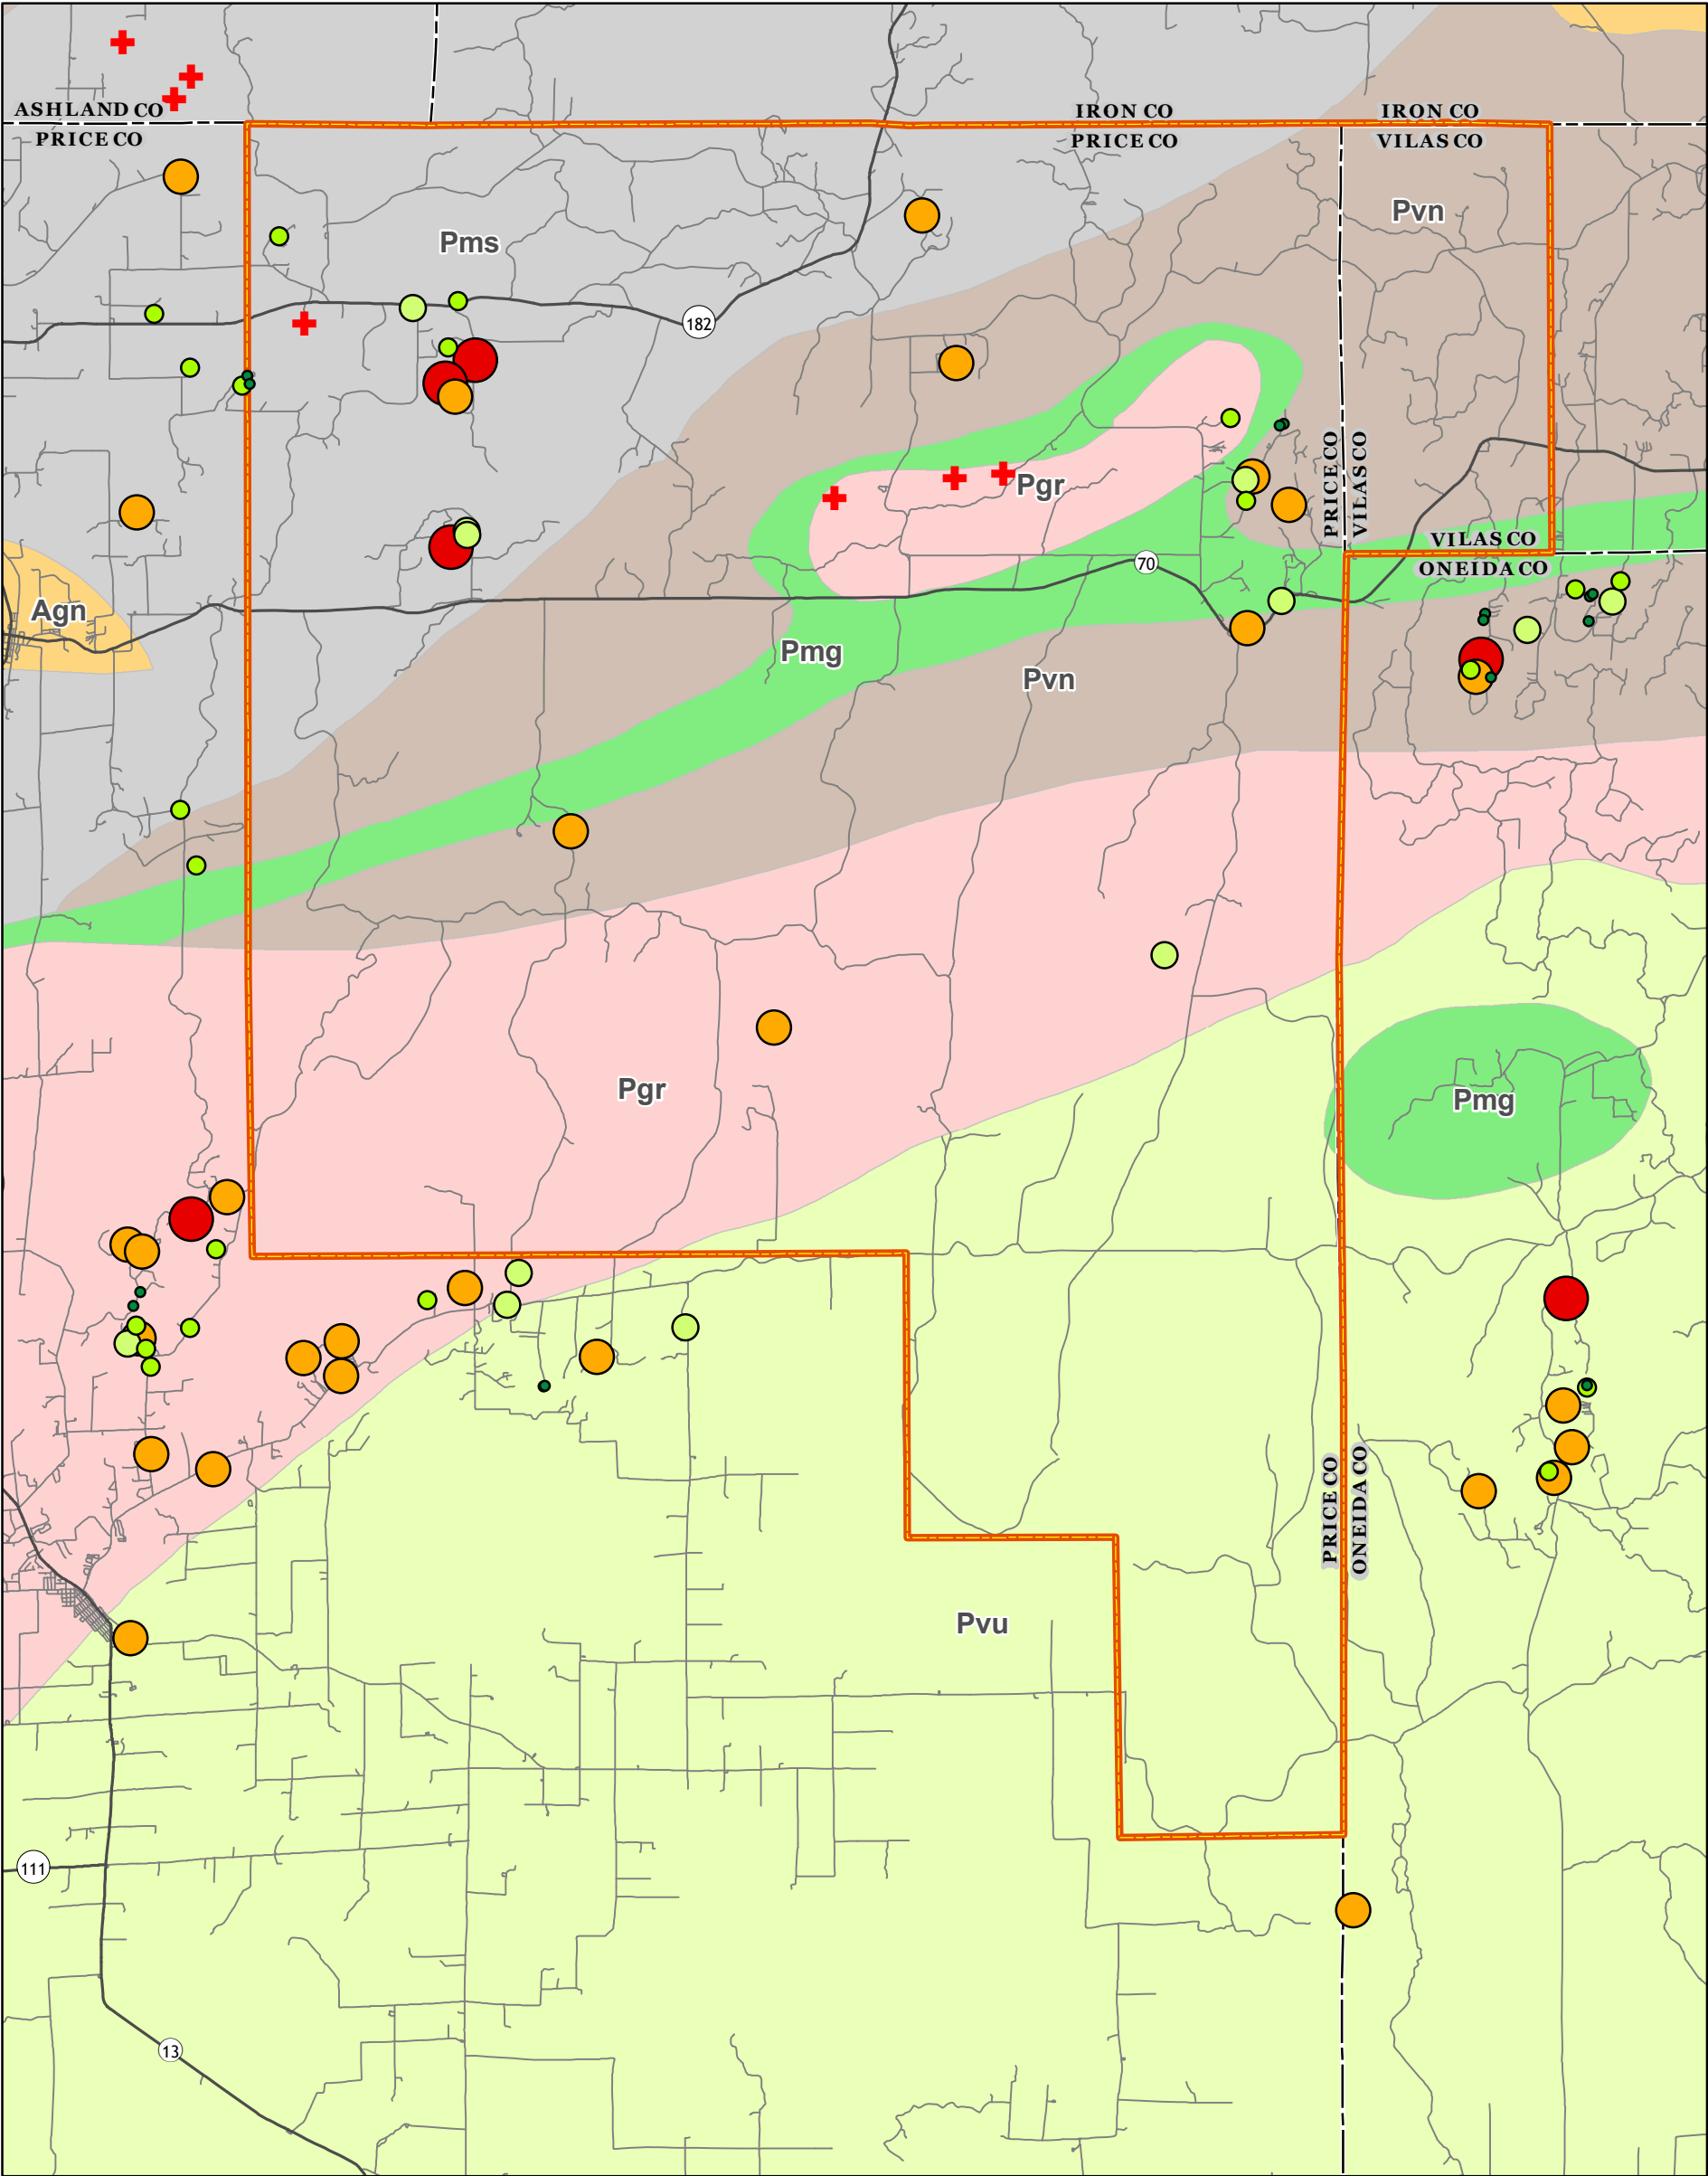 ASHLAND CO
PRICE CO
IRON CO
PRICE CO
IRON CO
VILAS CO
Pvn
Pms
182
PRICE CO
VILAS CO
Pgr
VILAS CO
ONEIDA CO
70
Agn
Pmg
Pvn
Pgr
Pmg
PRICE CO
ONEIDA CO
Pvu
111
13